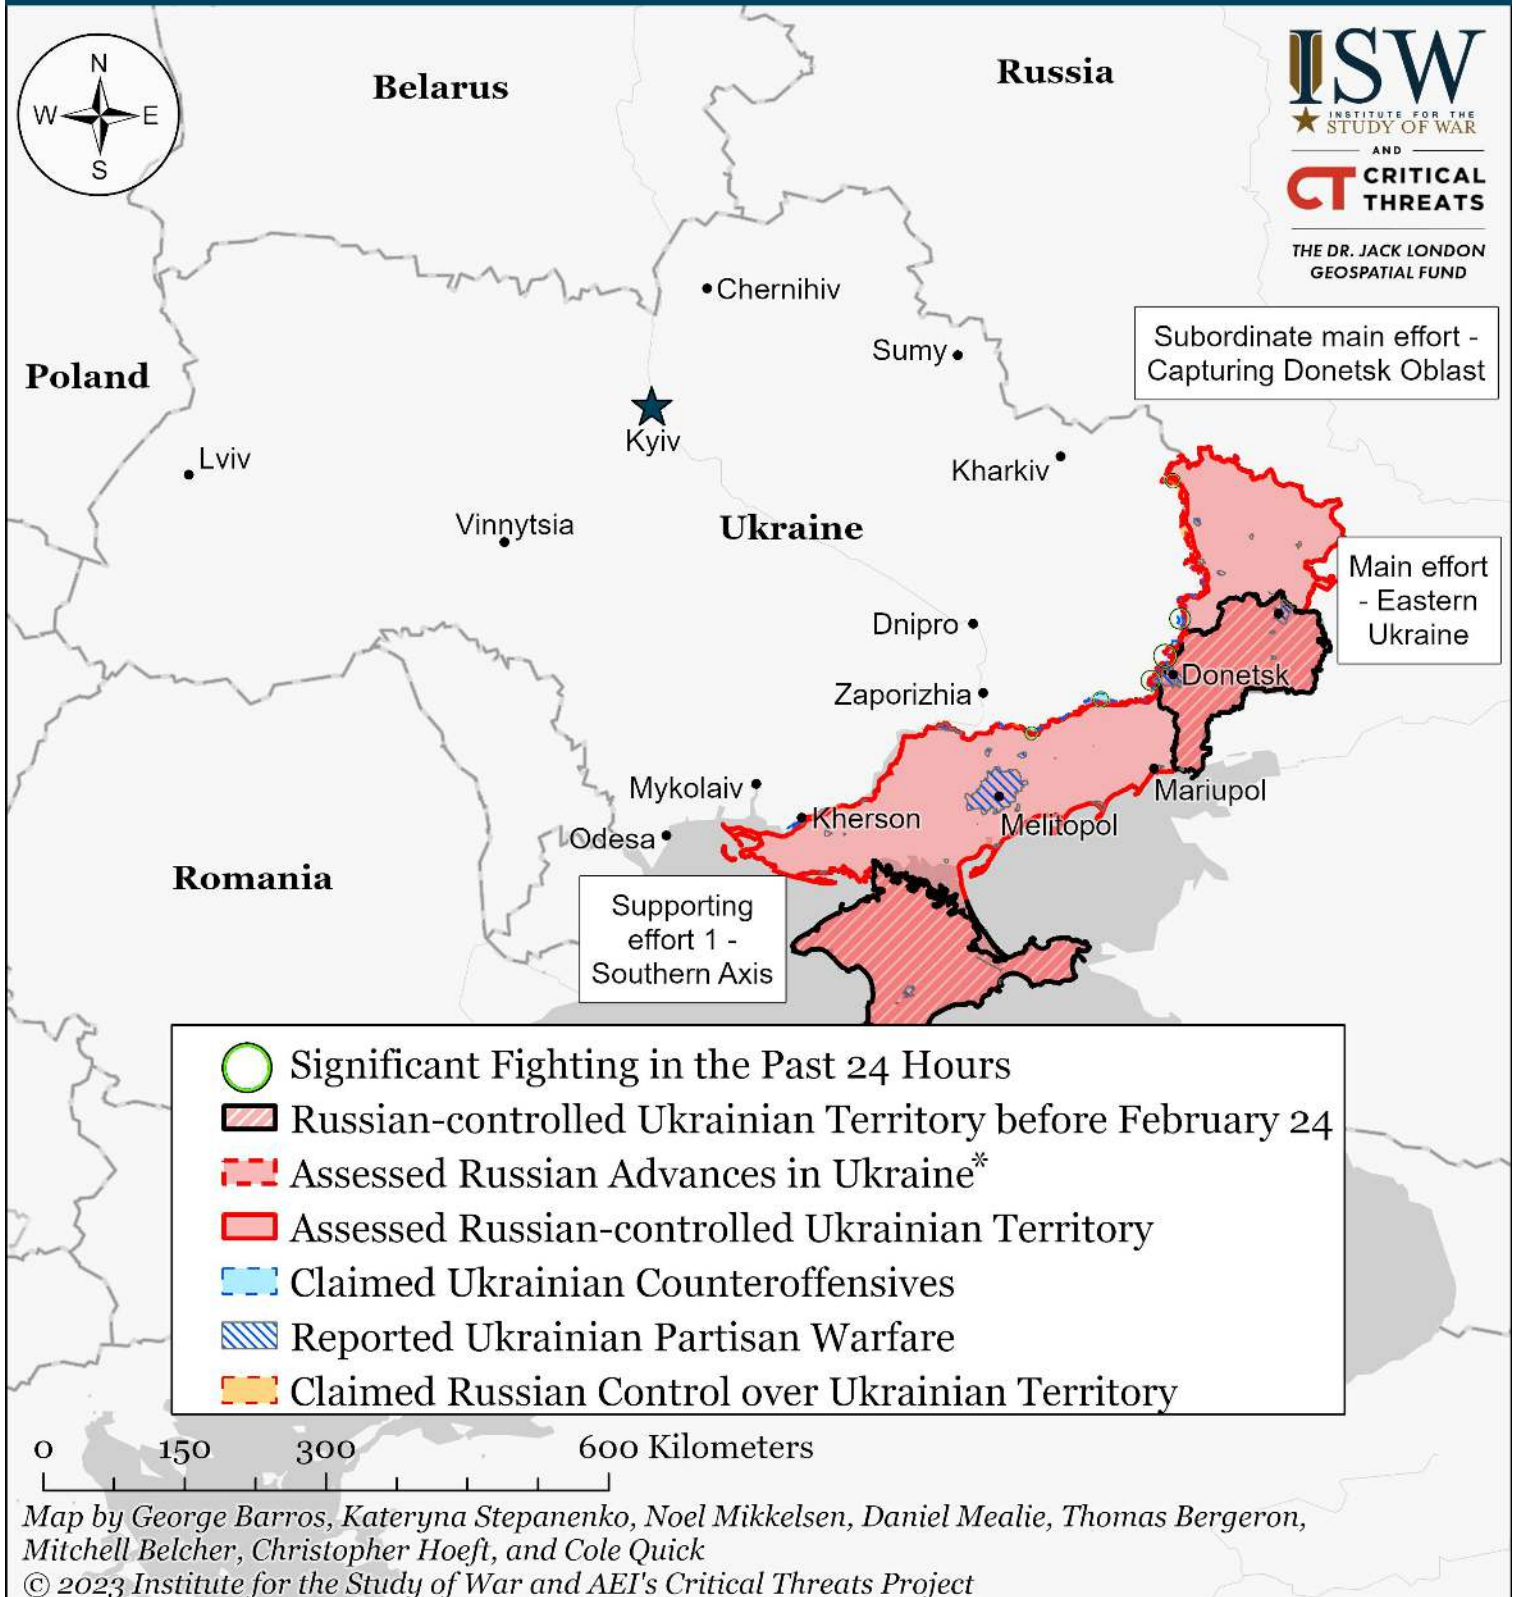 N
W
E
S
Belarus
Russia
ISW
INSTITUTE FOR THE
STUDY OF WAR
AND
CT CRITICAL
THREATS
THE DR. JACK LONDON
GEOSPATIAL FUND
Chernihiv
Subordinate main effort -
Capturing Donetsk Oblast
Sumy
Poland
Kyiv
Lviv
Kharkiv
Vinnytsia
Ukraine
Main effort
- Eastern
Ukraine
Dnipro
Donetsk
Zaporizhia
Mykolaiv
Mariupol
Kherson
Melitopol
Odesa
Romania
Supporting
effort 1 -
Southern Axis
Significant Fighting in the Past 24 Hours
Russian-controlled Ukrainian Territory before February 24
Assessed Russian Advances in Ukraine*
Assessed Russian-controlled Ukrainian Territory
Claimed Ukrainian Counteroffensives
Reported Ukrainian Partisan Warfare
Claimed Russian Control over Ukrainian Territory
0 150 300 600 Kilometers
Map by George Barros, Kateryna Stepanenko, Noel Mikkelsen, Daniel Mealie, Thomas Bergeron,
Mitchell Belcher, Christopher Hoeft, and Cole Quick
© 2023 Institute for the Study of War and AEI's Critical Threats Project